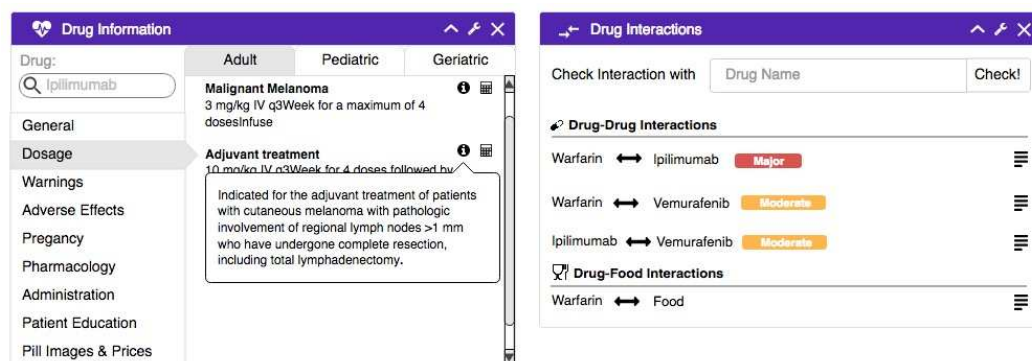 Drug Information
Drug:
Ipilimumab
General
Dosage
Warnings
Adverse Effects
Pregancy
Pharmacology
Administration
Patient Education
Pill Images & Prices
Adult Pediatric Geriatric
Malignant Melanoma
3 mg/kg IV q3Week for a maximum of 4
dosesInfuse
Adjuvant treatment
10 mg/kg IV q3Week for 4 doses followed by
Indicated for the adjuvant treatment of patients
with cutaneous melanoma with pathologic
involvement of regional lymph nodes >1 mm
who have undergone complete resection,
including total lymphadenectomy.
Drug Interactions
Check Interaction with Drug Name Check!
Drug-Drug Interactions
Warfarin Ipilimumab Major
Warfarin Vemurafenib Moderate
Ipilimumab Vemurafenib Moderate
Drug-Food Interactions
Warfarin Food